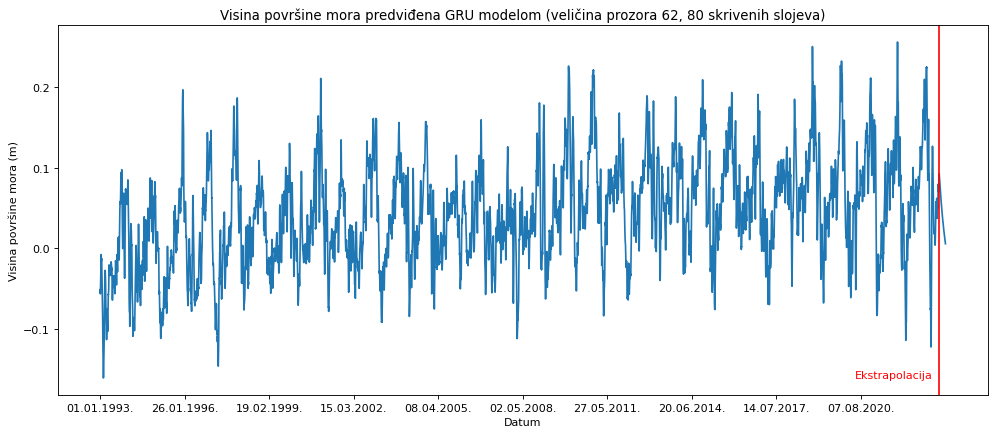 Visina površine mora predviđena GRU modelom (veličina prozora 62, 80 skrivenih slojeva)
Visina površine mora (m)
0.2
0.1
0.0
−0.1
Ekstrapolacija
01.01.1993. 26.01.1996. 19.02.1999. 15.03.2002. 08.04.2005. 02.05.2008. 27.05.2011. 20.06.2014. 14.07.2017. 07.08.2020.
Datum